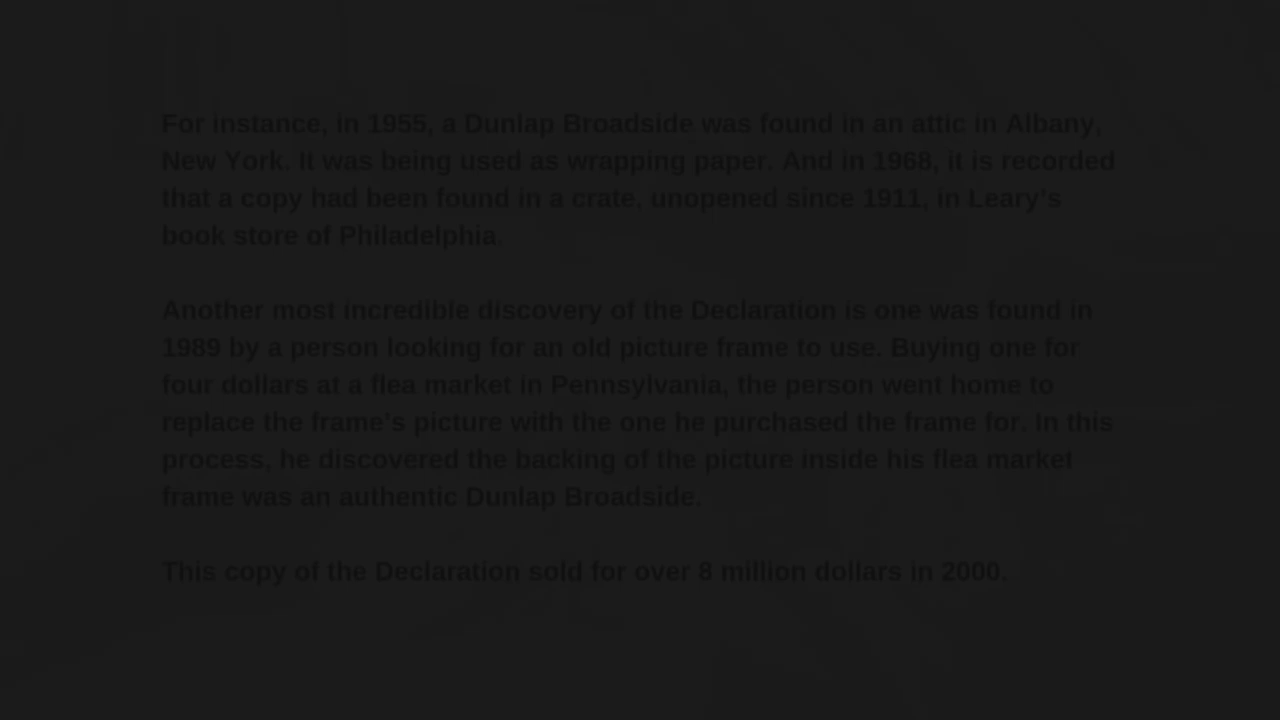 For instance, in 1955, a Dunlap Broadside was found in an attic in Albany,
New York. It was being used as wrapping paper. And in 1968, it is recorded
that a copy had been found in a crate, unopened since 1911, in Leary's
book store of Philadelphia.
Another most incredible discovery of the Declaration is one was found in
1989 by a person looking for an old picture frame to use. Buying one for
four dollars at a flea market in Pennsylvania, the person went home to
replace the frame's picture with the one he purchased the frame for. In this
process, he discovered the backing of the picture inside his flea market
frame was an authentic Dunlap Broadside.
This copy of the Declaration sold for over 8 million dollars in 2000.